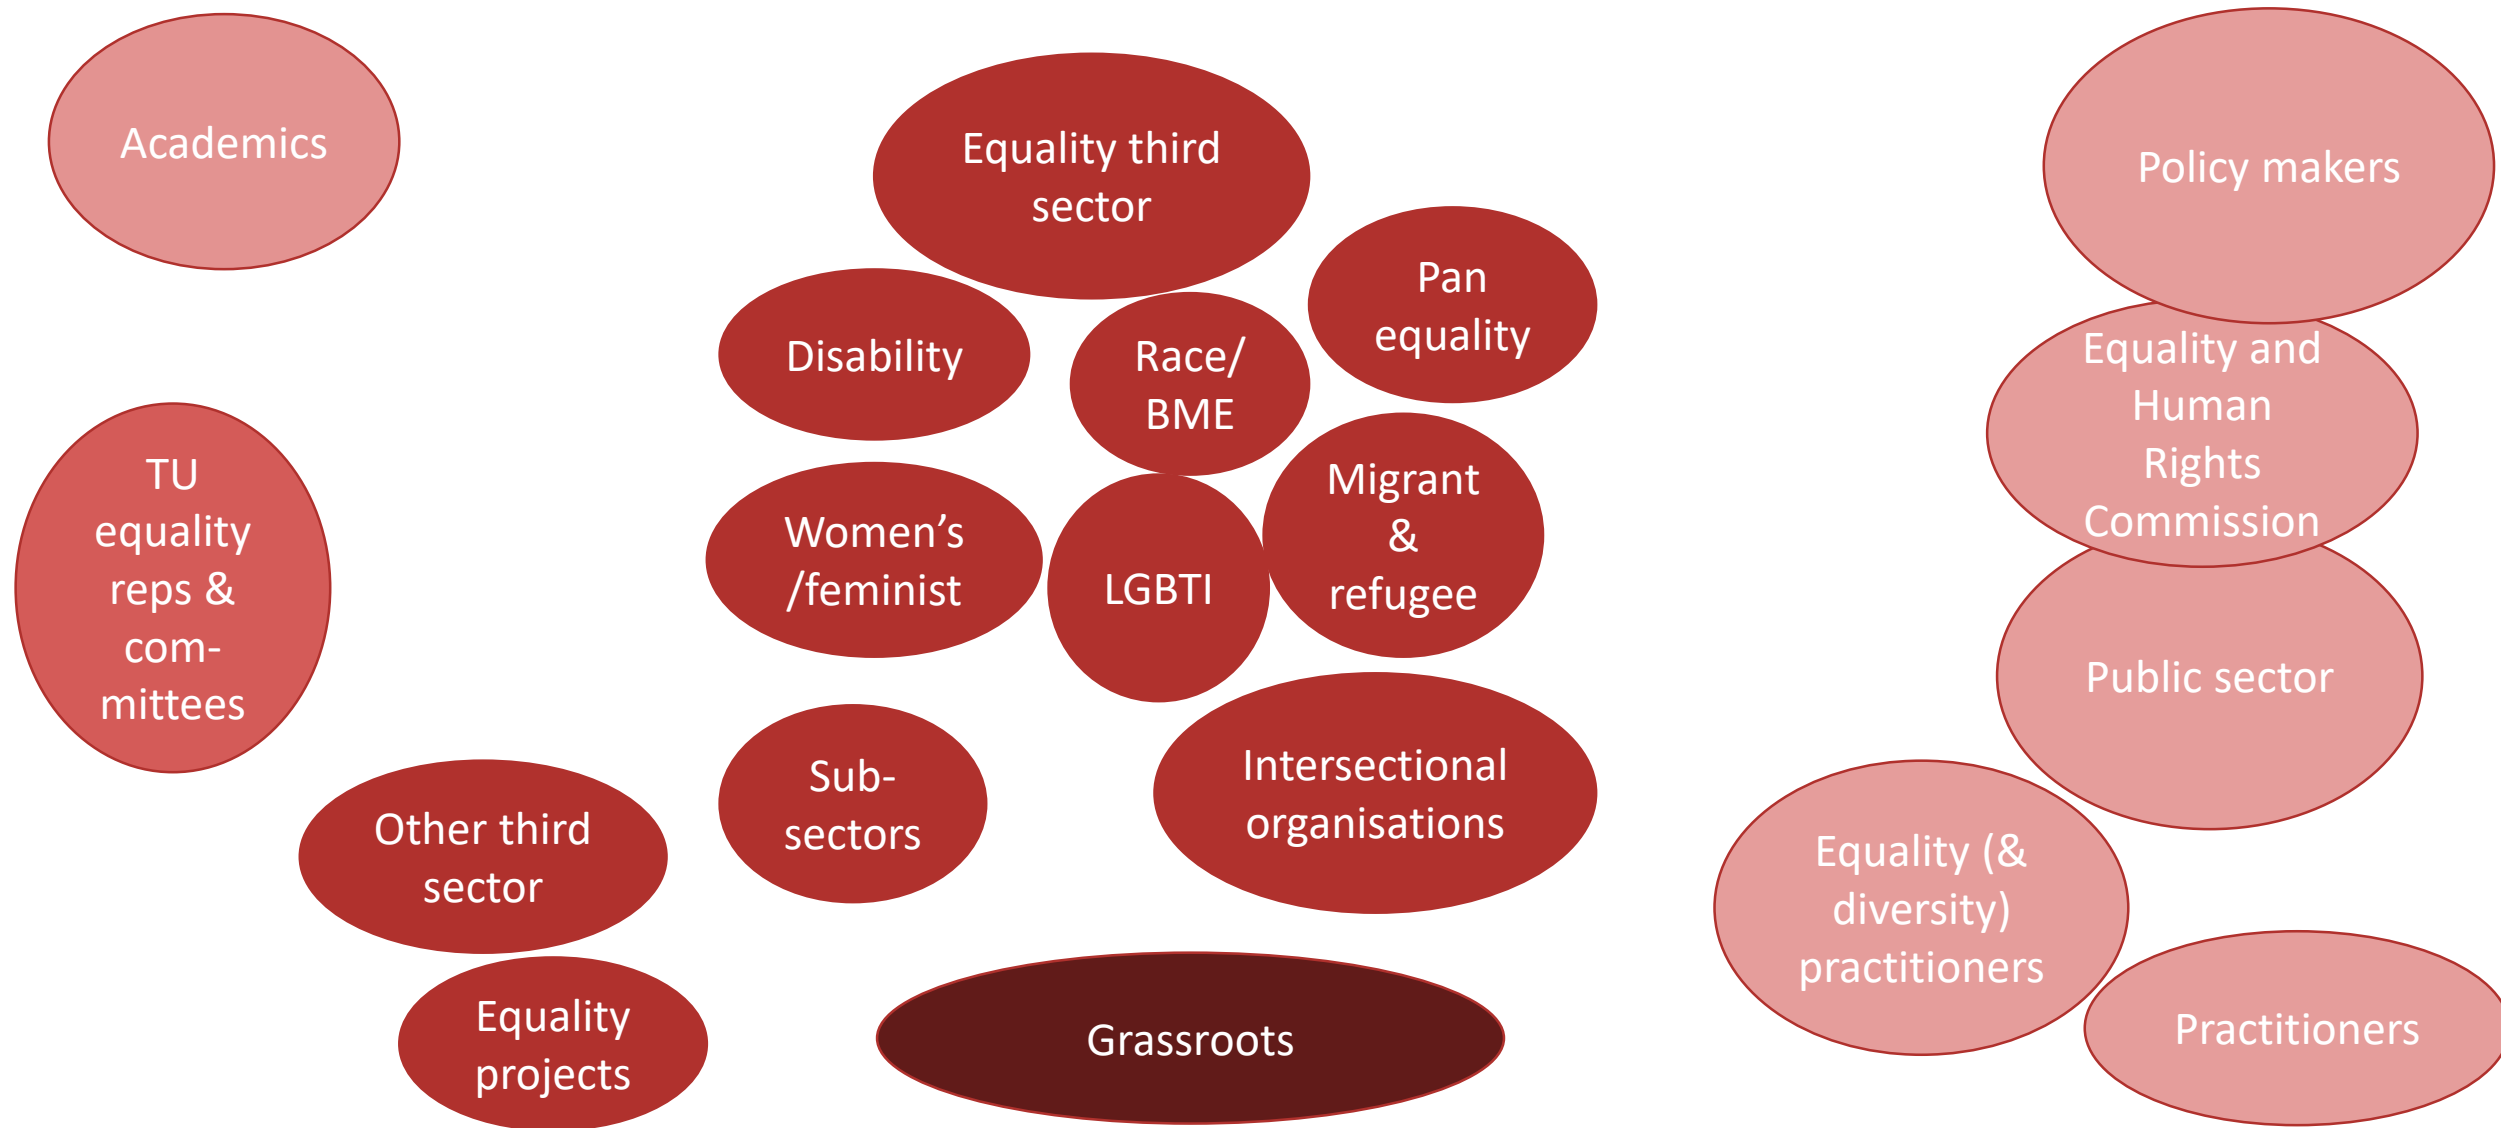 Academics
Equality third
sector
Policy makers
Pan
equality
Disability
Race/
BME
Equality and
Human
Rights
Commission
TU
equality
reps &
com-
mittees
Women’s
/feminist
LGBTI
Migrant
&
refugee
Public sector
Other third
sector
Sub-
sectors
Intersectional
organisations
Equality (&
diversity)
practitioners
Equality
projects
Grassroots
Practitioners